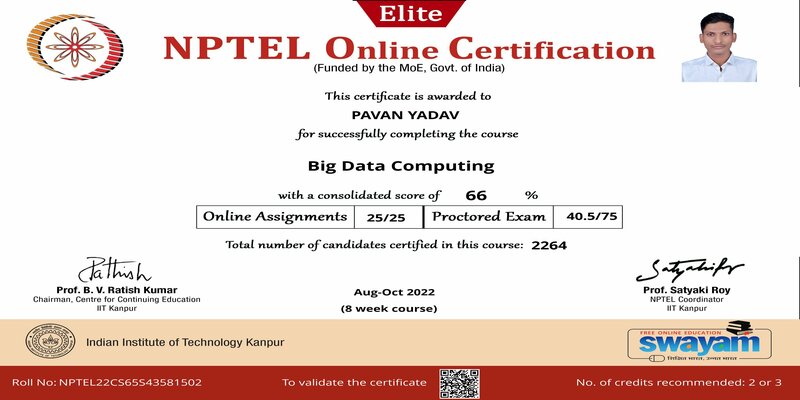 Elite
NPTEL Online Certification
(Funded by the MoE, Govt. of India)
This certificate is awarded to
PAVAN YADAV
for successfully completing the course
Big Data Computing
with a consolidated score of 66 %
Online Assignments 25/25 Proctored Exam 40.5/75
Total number of candidates certified in this course: 2264
Prof. B. V. Ratish Kumar
Chairman, Centre for Continuing Education
IIT Kanpur
Aug-Oct 2022
(8 week course)
Prof. Satyaki Roy
NPTEL Coordinator
IIT Kanpur
Indian Institute of Technology Kanpur
FREE ONLINE EDUCATION
swayam
शिक्षित भारत, उन्नत भारत
Roll No: NPTEL22CS65S43581502
To validate the certificate
No. of credits recommended: 2 or 3